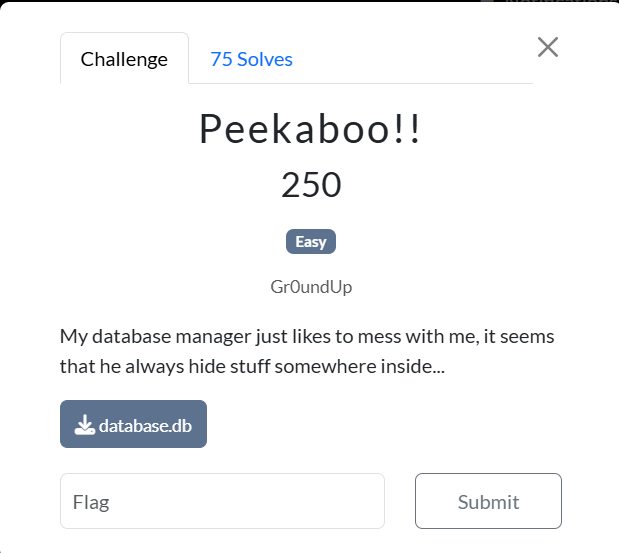 Challenge
75 Solves
Peekaboo!!
250
Easy
Gr0undUp
My database manager just likes to mess with me, it seems
that he always hide stuff somewhere inside...
database.db
Flag
Submit